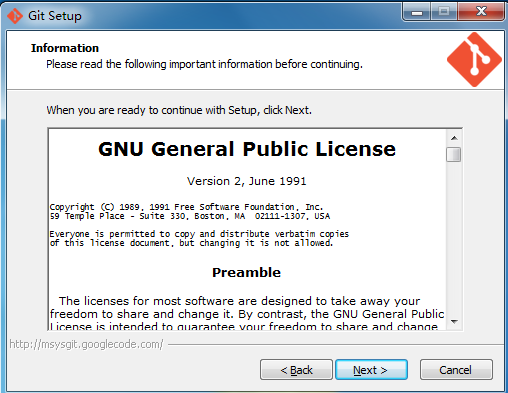 Git Setup
Information
Please read the following important information before continuing.
When you are ready to continue with Setup, click Next.
GNU General Public License
Version 2, June 1991
Copyright (C) 1989, 1991 Free Software Foundation, Inc.
59 Temple Place - Suite 330, Boston, MA  02111-1307, USA
Everyone is permitted to copy and distribute verbatim copies
of this license document, but changing it is not allowed.
Preamble
The licenses for most software are designed to take away your
freedom to share and change it. By contrast, the GNU General Public
License is intended to guarantee your freedom to share and change
http://msysgit.googlecode.com/
< Back
Next >
Cancel